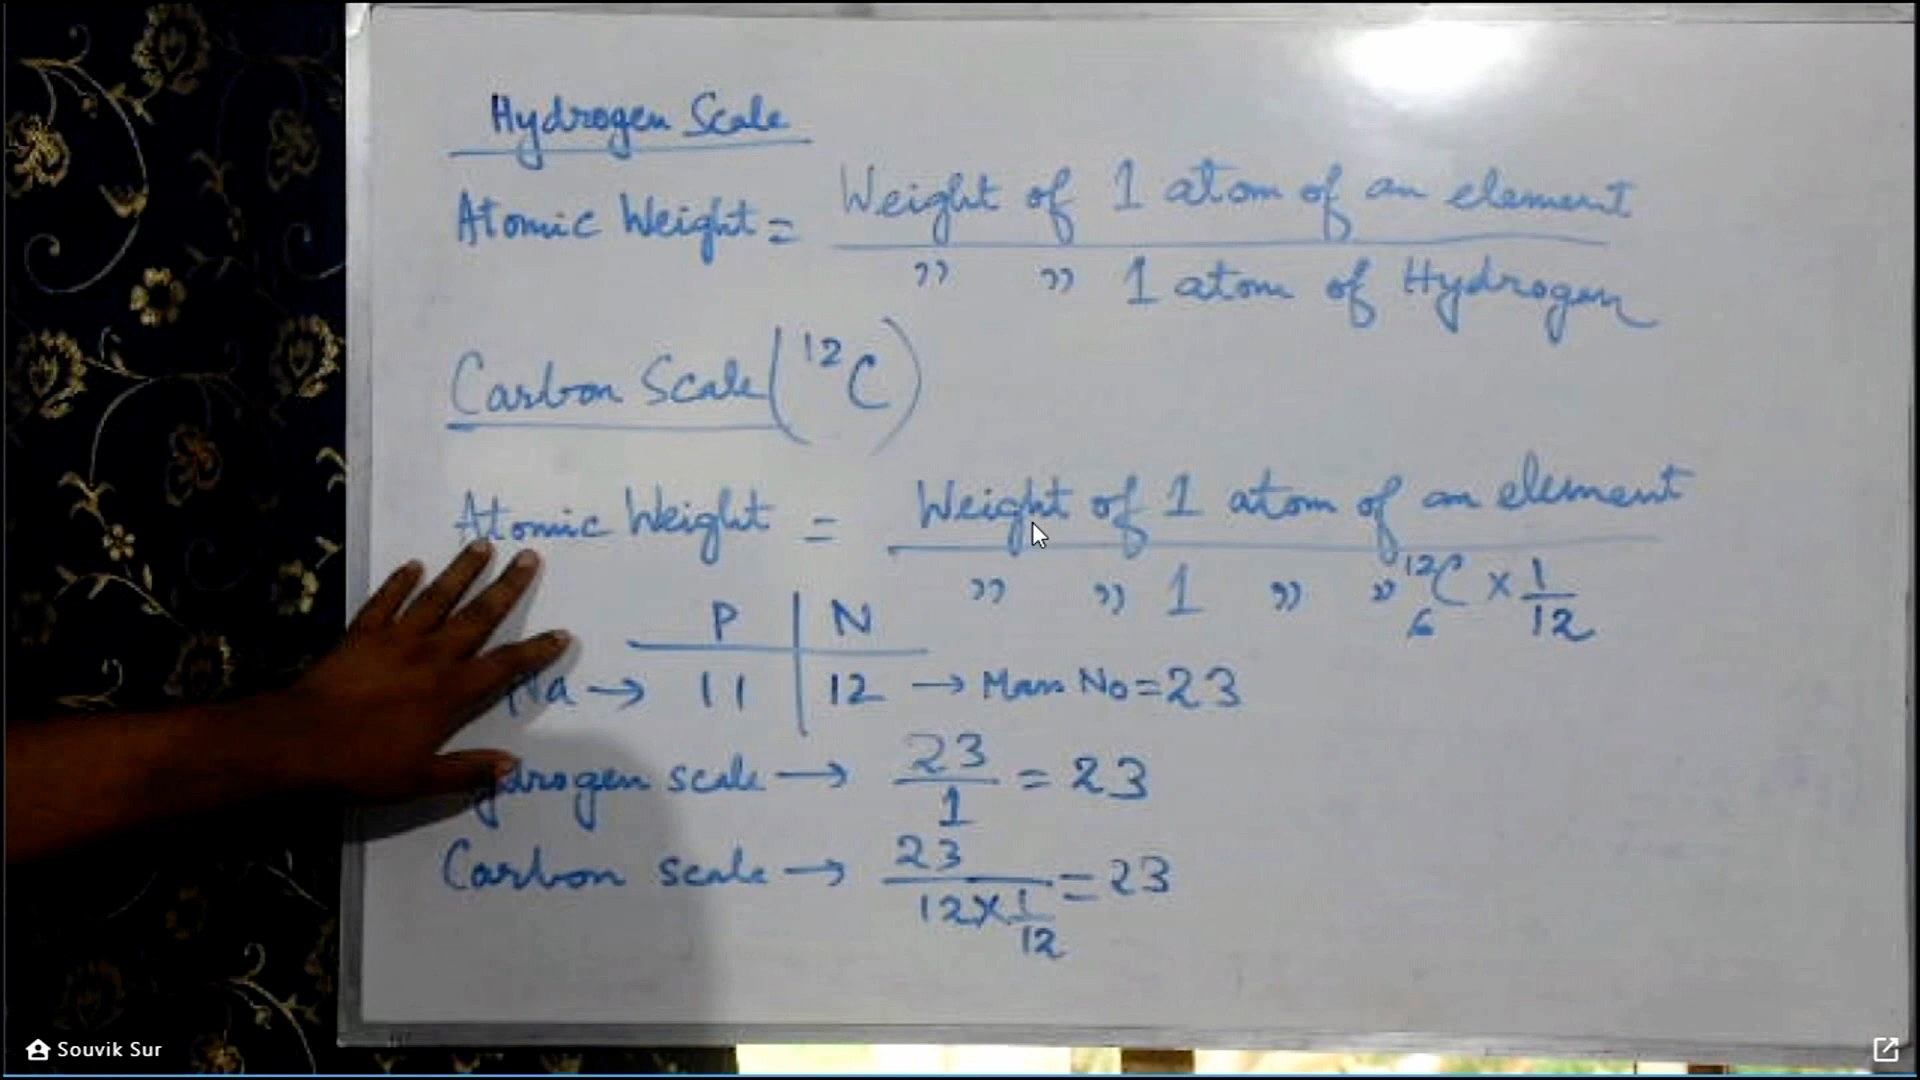 Hydrogen Scale
Atomic Weight = Weight of 1 atom of an element
" " 1 atom of Hydrogen
Carbon Scale (¹²C)
Atomic Weight = Weight of 1 atom of an element
" " 1 " " ¹²₆C × 1/12
P | N
Na → 11 | 12 → Mass No = 23
scale → 23/1 = 23
Carbon scale → 23/(12 × 1/12) = 23
Souvik Sur